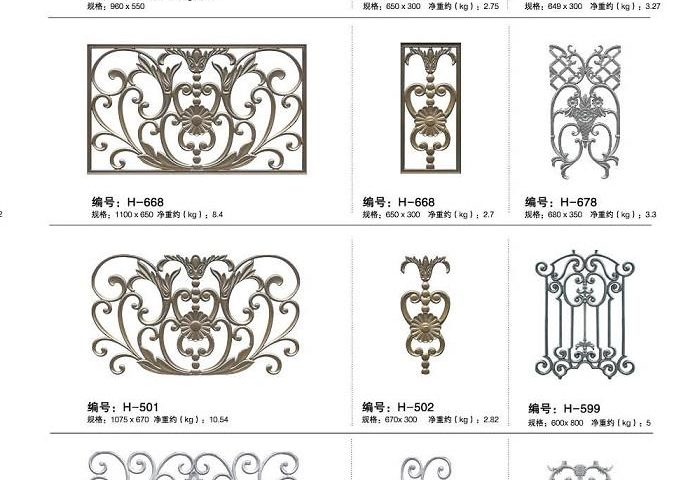 规格：960 x 550
规格：650 x 300 净重约（kg）：2.75
规格：649 x 300 净重约（kg）：3.27
编号：H-668
规格：1100 x 650 净重约（kg）：8.4
编号：H-668
规格：650 x 300 净重约（kg）：2.7
编号：H-678
规格：680 x 350 净重约（kg）：3.3
编号：H-501
规格：1075 x 670 净重约（kg）：10.54
编号：H-502
规格：670x 300 净重约（kg）：2.82
编号：H-599
规格：600x 800 净重约（kg）：5